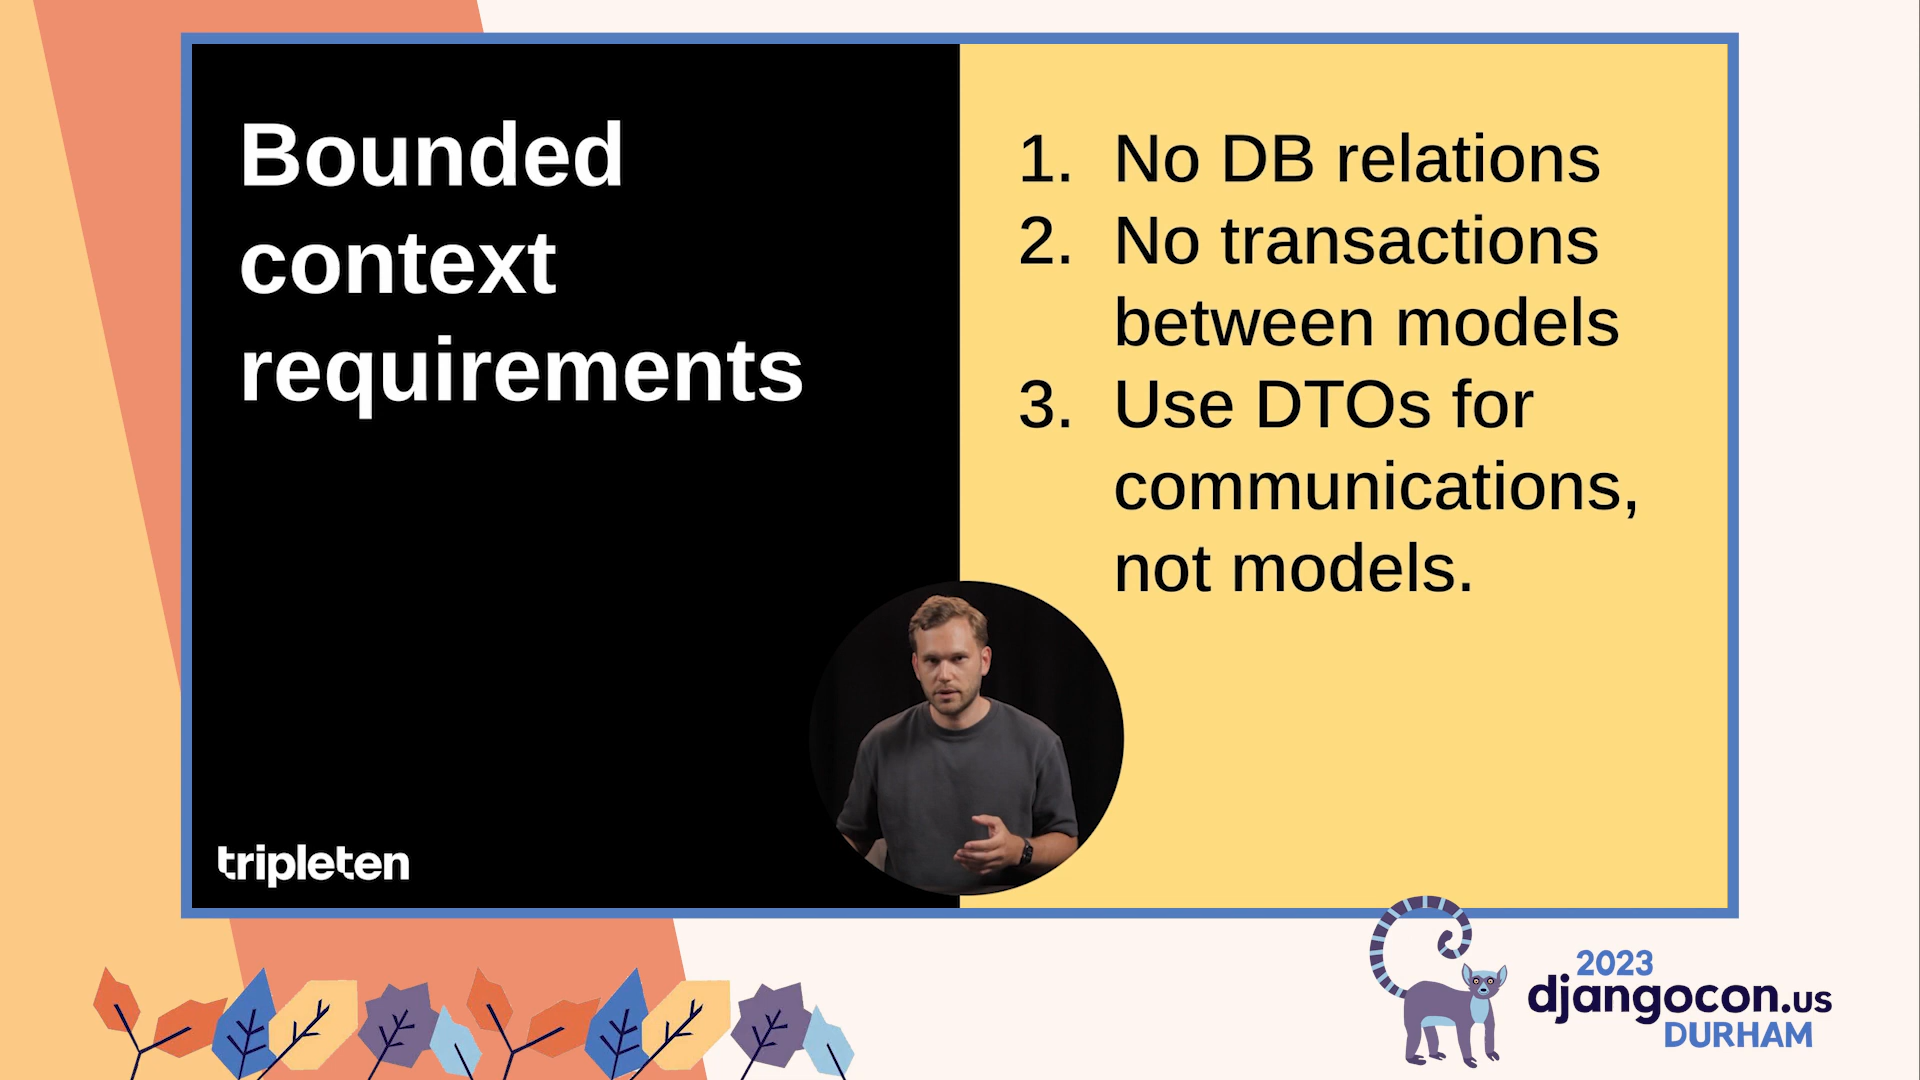 Bounded
context
requirements
1. No DB relations
2. No transactions
between models
3. Use DTOs for
communications,
not models.
tripleten
2023
djangocon.us
DURHAM